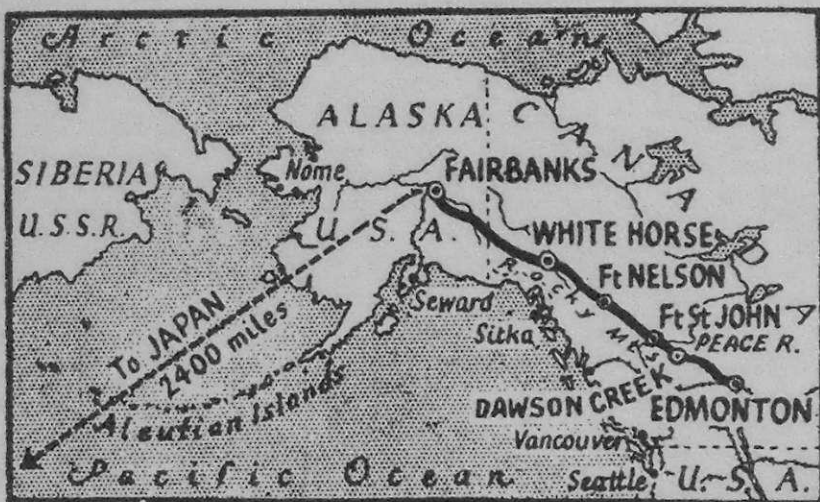 Arctic Ocean
ALASKA
CANADA
SIBERIA
U.S.S.R.
Nome
FAIRBANKS
U.S.A.
WHITE HORSE
Rocky Mts
Ft NELSON
Seward
Sitka
Ft St JOHN
PEACE R.
To JAPAN
2400 miles
Aleutian Islands
DAWSON CREEK
EDMONTON
Vancouver
Pacific Ocean
Seattle
U.S.A.